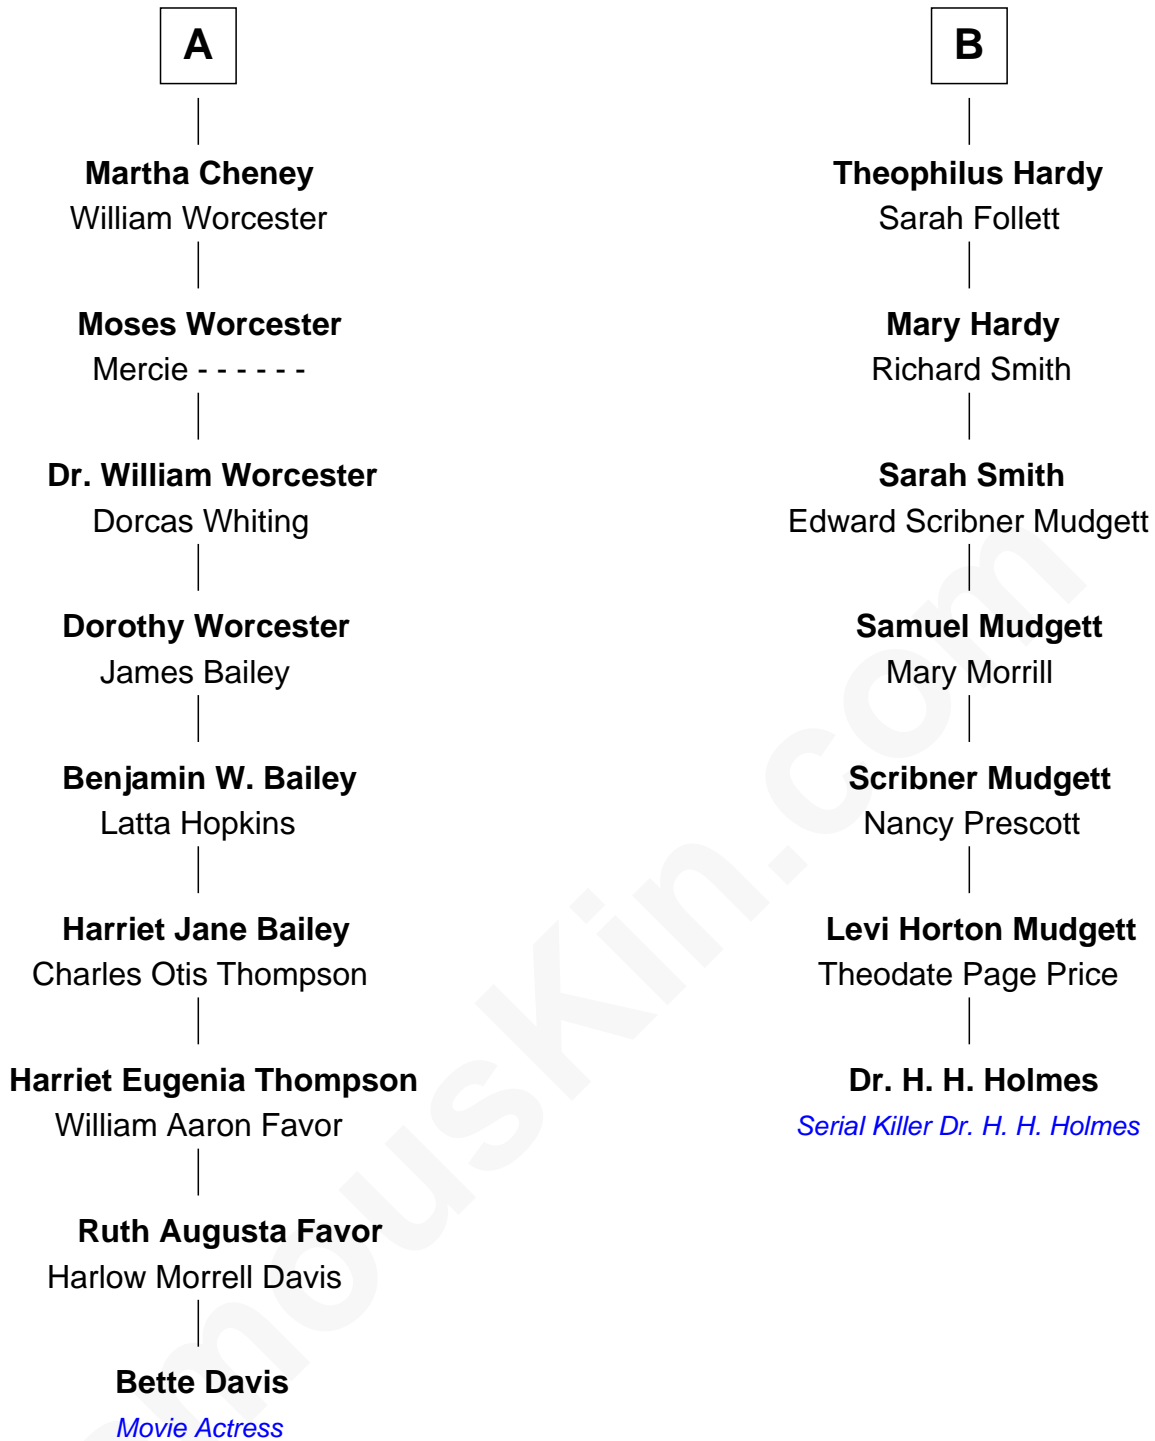 A
Martha Cheney
William Worcester
Moses Worcester
Mercie - - - - - -
Dr. William Worcester
Dorcas Whiting
Dorothy Worcester
James Bailey
Benjamin W. Bailey
Latta Hopkins
Harriet Jane Bailey
Charles Otis Thompson
Harriet Eugenia Thompson
William Aaron Favor
Ruth Augusta Favor
Harlow Morrell Davis
Bette Davis
Movie Actress
B
Theophilus Hardy
Sarah Follett
Mary Hardy
Richard Smith
Sarah Smith
Edward Scribner Mudgett
Samuel Mudgett
Mary Morrill
Scribner Mudgett
Nancy Prescott
Levi Horton Mudgett
Theodate Page Price
Dr. H. H. Holmes
Serial Killer Dr. H. H. Holmes
mousKin.com